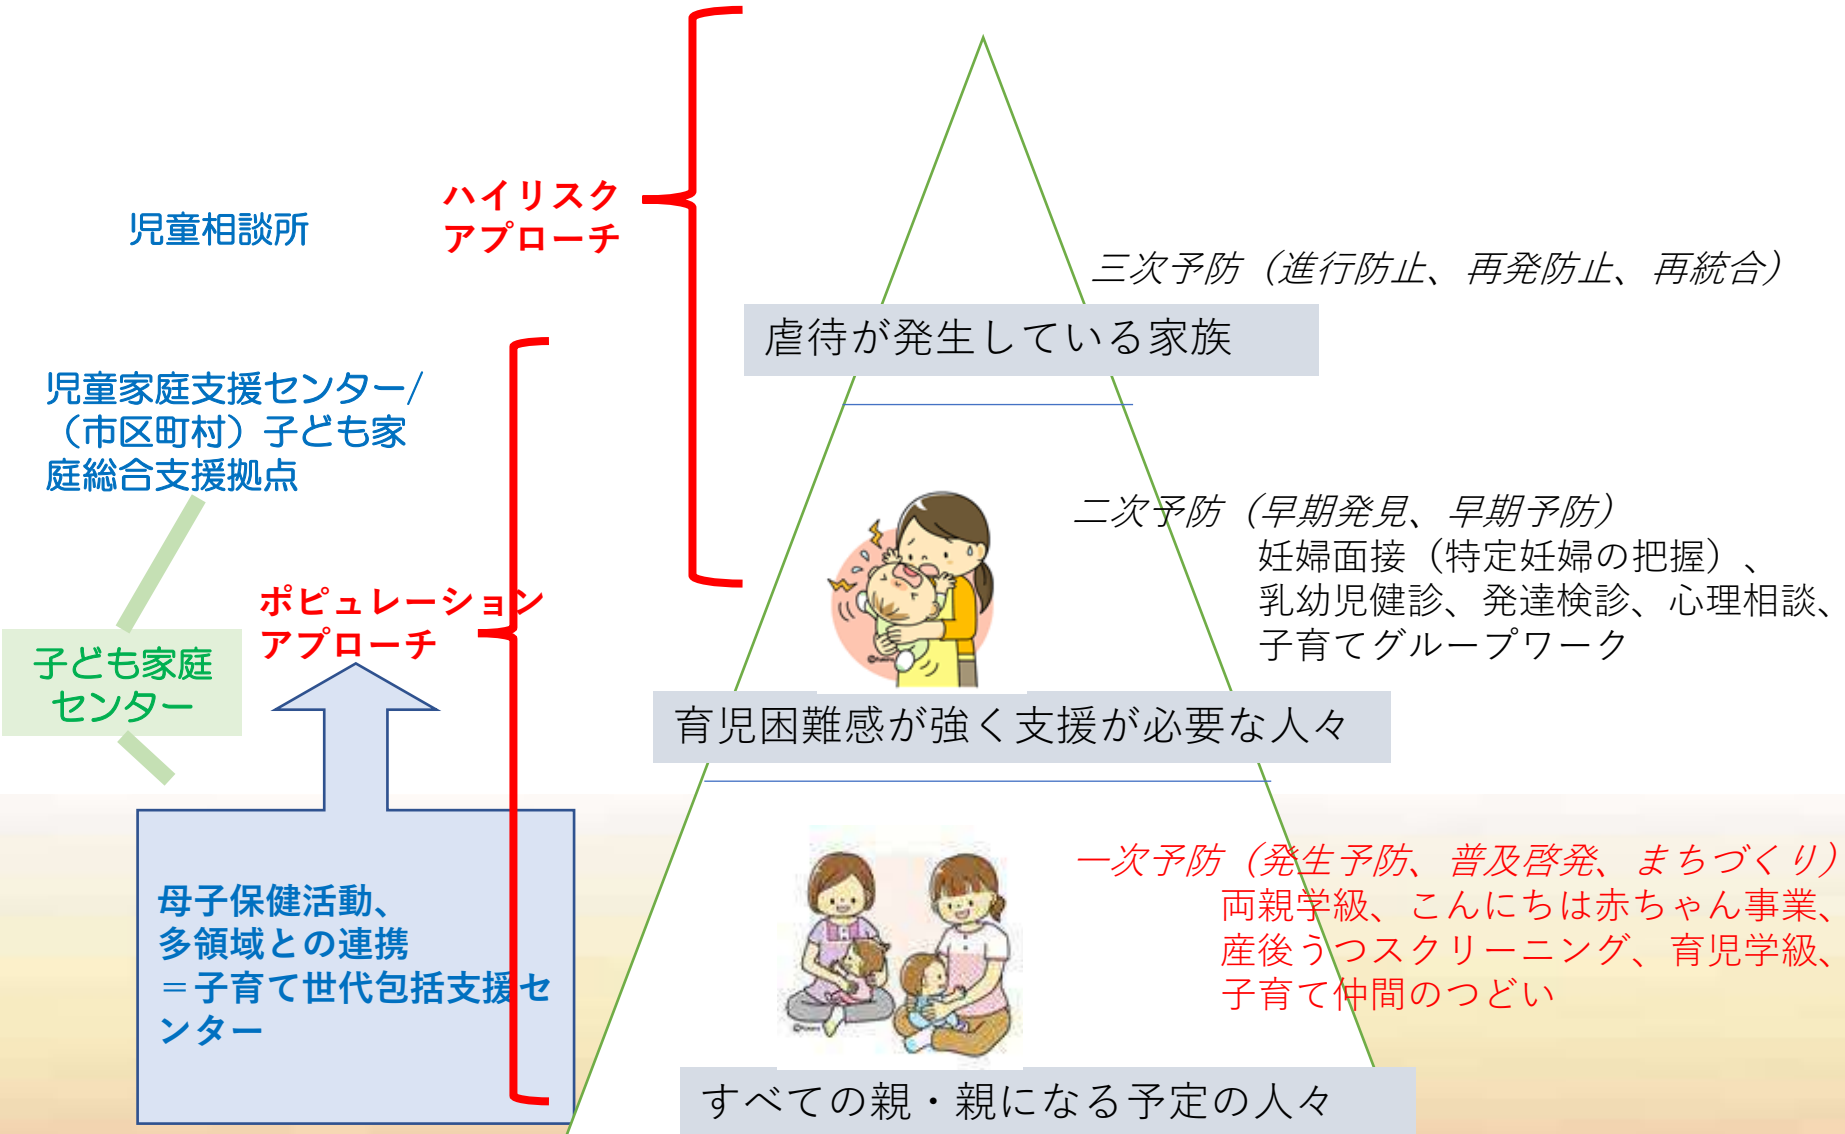 ハイリスク
アプローチ
児童相談所
三次予防（進行防止、再発防止、再統合）
虐待が発生している家族
児童家庭支援センター/
（市区町村）子ども家
庭総合支援拠点
二次予防（早期発見、早期予防）
妊婦面接（特定妊婦の把握）、
乳幼児健診、発達検診、心理相談、
子育てグループワーク
ポピュレーション
アプローチ
子ども家庭
センター
育児困難感が強く支援が必要な人々
母子保健活動、
多領域との連携
＝子育て世代包括支援セ
ンター
一次予防（発生予防、普及啓発、まちづくり）
両親学級、こんにちは赤ちゃん事業、
産後うつスクリーニング、育児学級、
子育て仲間のつどい
すべての親・親になる予定の人々